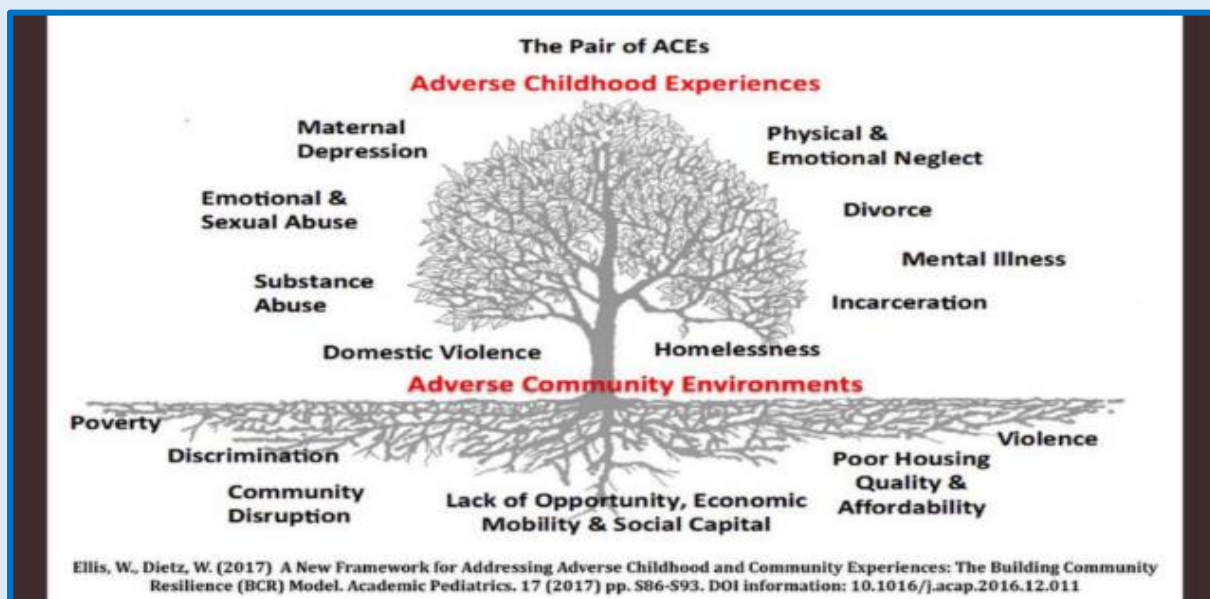 The Pair of ACEs
Adverse Childhood Experiences
Maternal
Depression
Physical &
Emotional Neglect
Emotional &
Sexual Abuse
Divorce
Mental Illness
Substance
Abuse
Incarceration
Domestic Violence
Homelessness
Adverse Community Environments
Poverty
Violence
Discrimination
Poor Housing
Quality &
Affordability
Community
Disruption
Lack of Opportunity, Economic
Mobility & Social Capital
Ellis, W., Dietz, W. (2017) A New Framework for Addressing Adverse Childhood and Community Experiences: The Building Community
Resilience (BCR) Model. Academic Pediatrics. 17 (2017) pp. S86-S93. DOI information: 10.1016/j.acap.2016.12.011